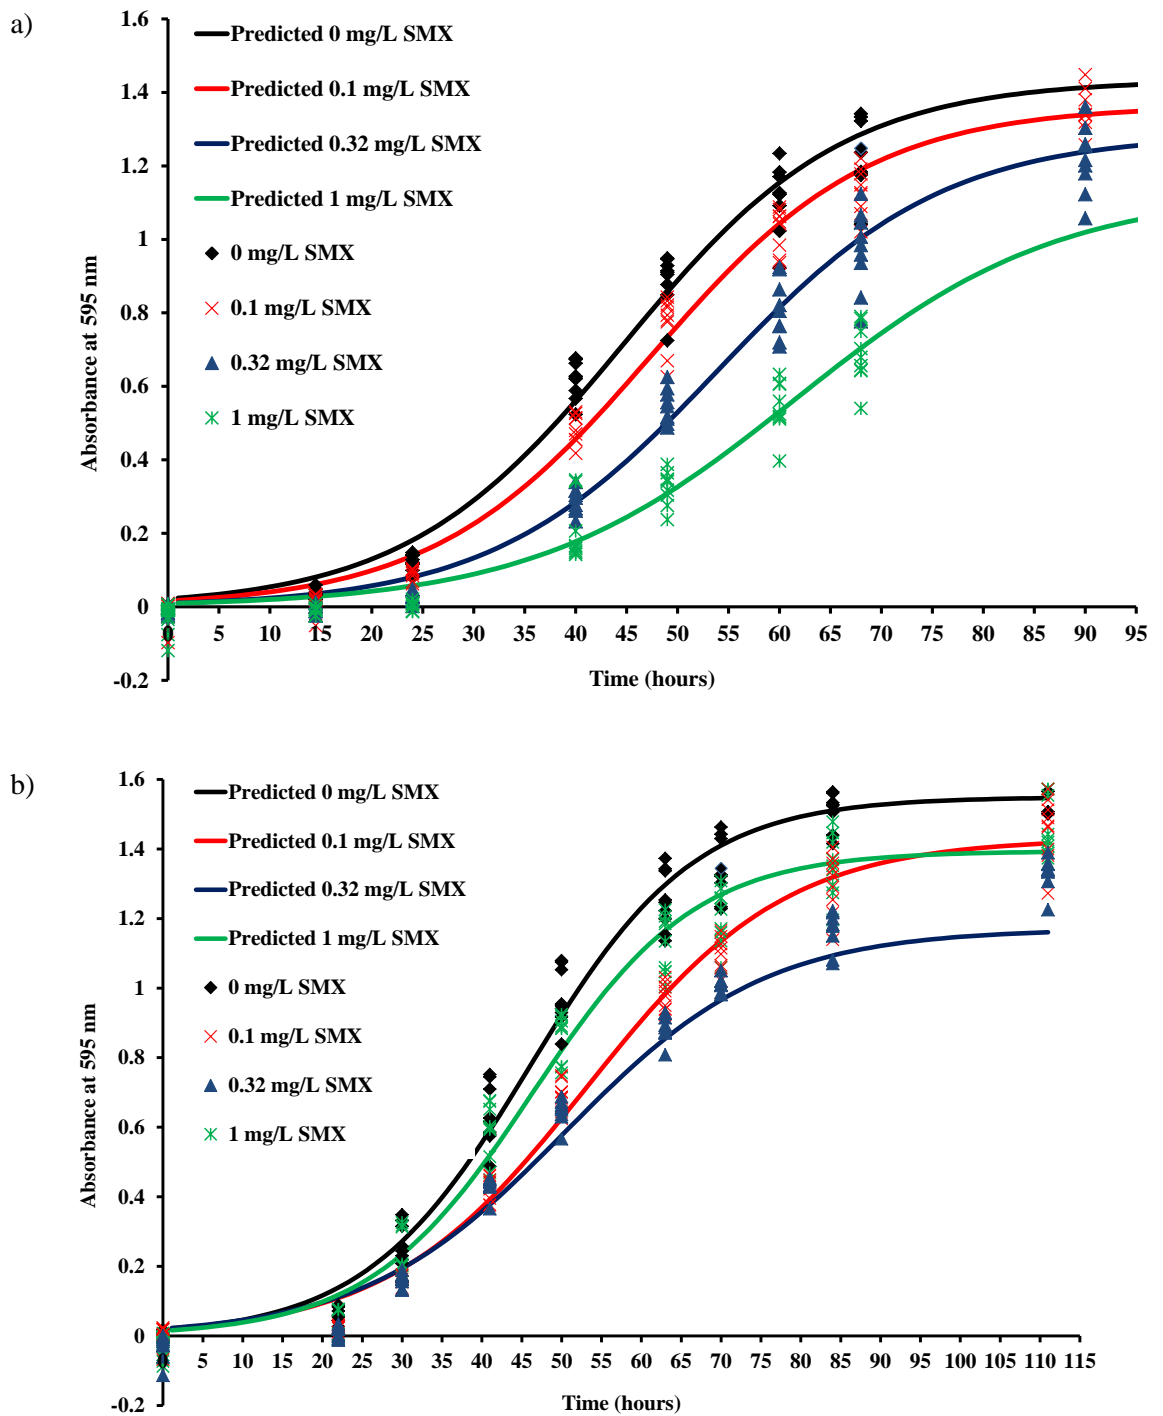 a)
1.6
1.4
1.2
1
0.8
0.6
0.4
0.2
0
-0.2
Absorbance at 595 nm
Predicted 0 mg/L SMX
Predicted 0.1 mg/L SMX
Predicted 0.32 mg/L SMX
Predicted 1 mg/L SMX
0 mg/L SMX
0.1 mg/L SMX
0.32 mg/L SMX
1 mg/L SMX
0 5 10 15 20 25 30 35 40 45 50 55 60 65 70 75 80 85 90 95
Time (hours)
b)
1.6
1.4
1.2
1
0.8
0.6
0.4
0.2
0
-0.2
Absorbance at 595 nm
Predicted 0 mg/L SMX
Predicted 0.1 mg/L SMX
Predicted 0.32 mg/L SMX
Predicted 1 mg/L SMX
0 mg/L SMX
0.1 mg/L SMX
0.32 mg/L SMX
1 mg/L SMX
0 5 10 15 20 25 30 35 40 45 50 55 60 65 70 75 80 85 90 95 100 105 110 115
Time (hours)